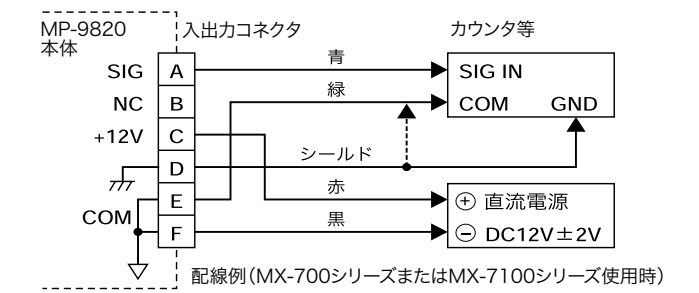 MP-9820
本体
入出力コネクタ
カウンタ等
SIG A 青 SIG IN
NC B 緑 COM GND
+12V C
D シールド
E 赤 ⊕ 直流電源
COM
F 黒 ⊖ DC12V±2V
配線例(MX-700シリーズまたはMX-7100シリーズ使用時)